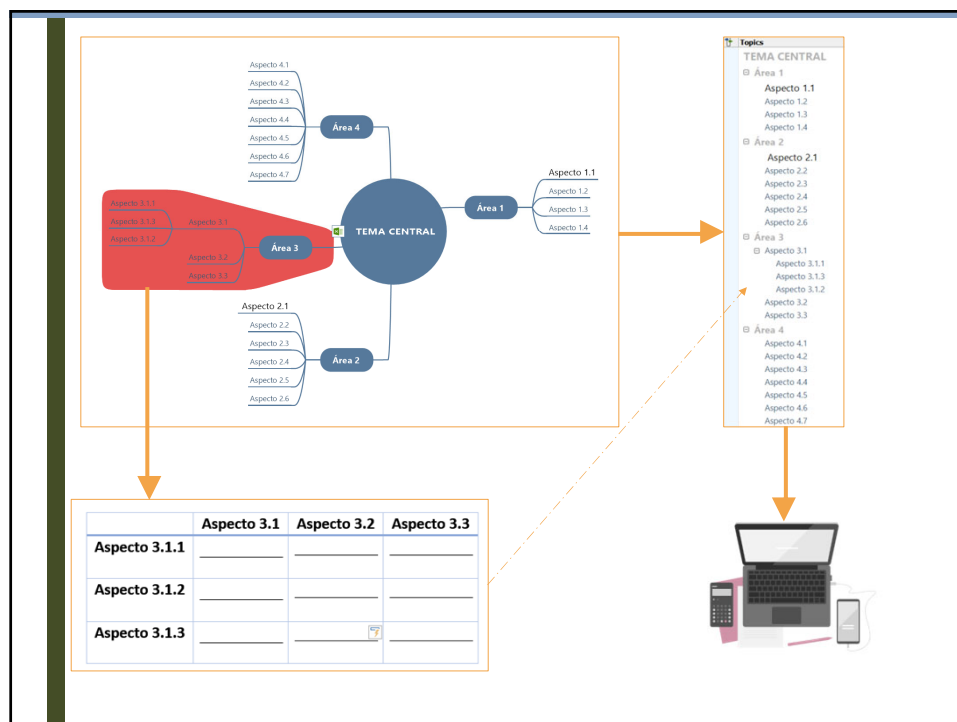 Aspecto 4.1
Aspecto 4.2
Aspecto 4.3
Aspecto 4.4
Aspecto 4.5
Aspecto 4.6
Aspecto 4.7
Área 4
Aspecto 3.1.1
Aspecto 3.1.3
Aspecto 3.1.2
Aspecto 3.1
Aspecto 3.2
Aspecto 3.3
Área 3
TEMA CENTRAL
Área 1
Aspecto 1.1
Aspecto 1.2
Aspecto 1.3
Aspecto 1.4
Aspecto 2.1
Aspecto 2.2
Aspecto 2.3
Aspecto 2.4
Aspecto 2.5
Aspecto 2.6
Área 2
Topics
TEMA CENTRAL
Área 1
Aspecto 1.1
Aspecto 1.2
Aspecto 1.3
Aspecto 1.4
Área 2
Aspecto 2.1
Aspecto 2.2
Aspecto 2.3
Aspecto 2.4
Aspecto 2.5
Aspecto 2.6
Área 3
Aspecto 3.1
Aspecto 3.1.1
Aspecto 3.1.3
Aspecto 3.1.2
Aspecto 3.2
Aspecto 3.3
Área 4
Aspecto 4.1
Aspecto 4.2
Aspecto 4.3
Aspecto 4.4
Aspecto 4.5
Aspecto 4.6
Aspecto 4.7
Aspecto 3.1 Aspecto 3.2 Aspecto 3.3
Aspecto 3.1.1
Aspecto 3.1.2
Aspecto 3.1.3